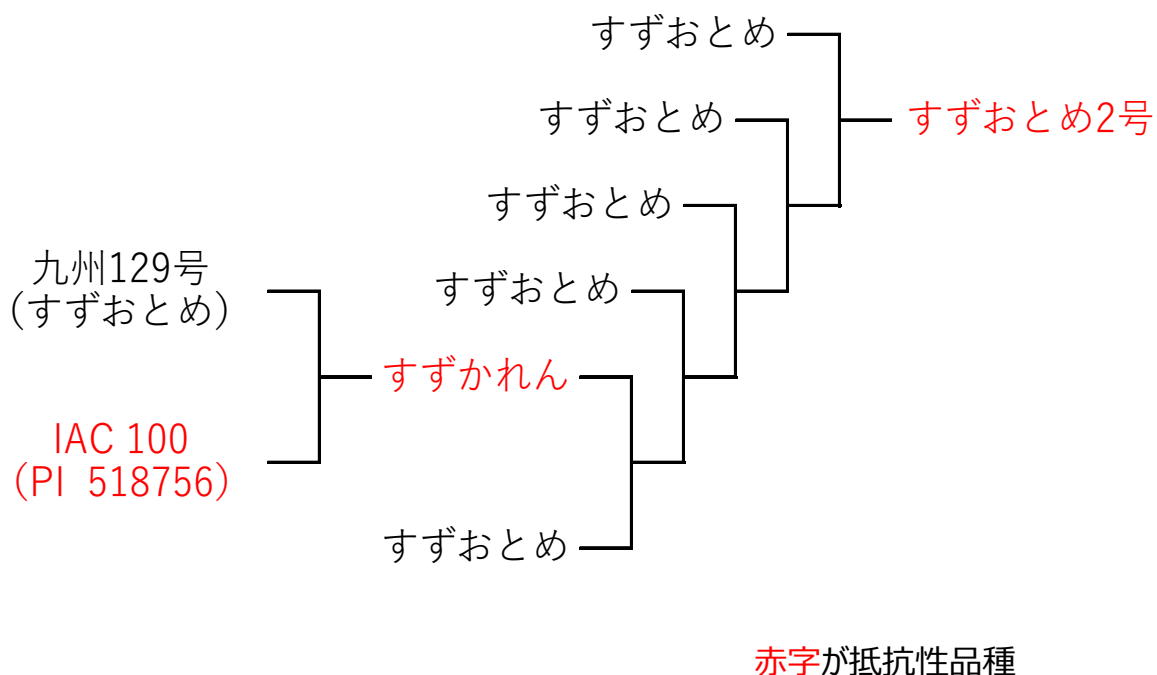 すずおとめ
すずおとめ
すずおとめ2号
すずおとめ
九州129号
(すずおとめ)
すずおとめ
すずかれん
IAC 100
(PI 518756)
すずおとめ
赤字が抵抗性品種